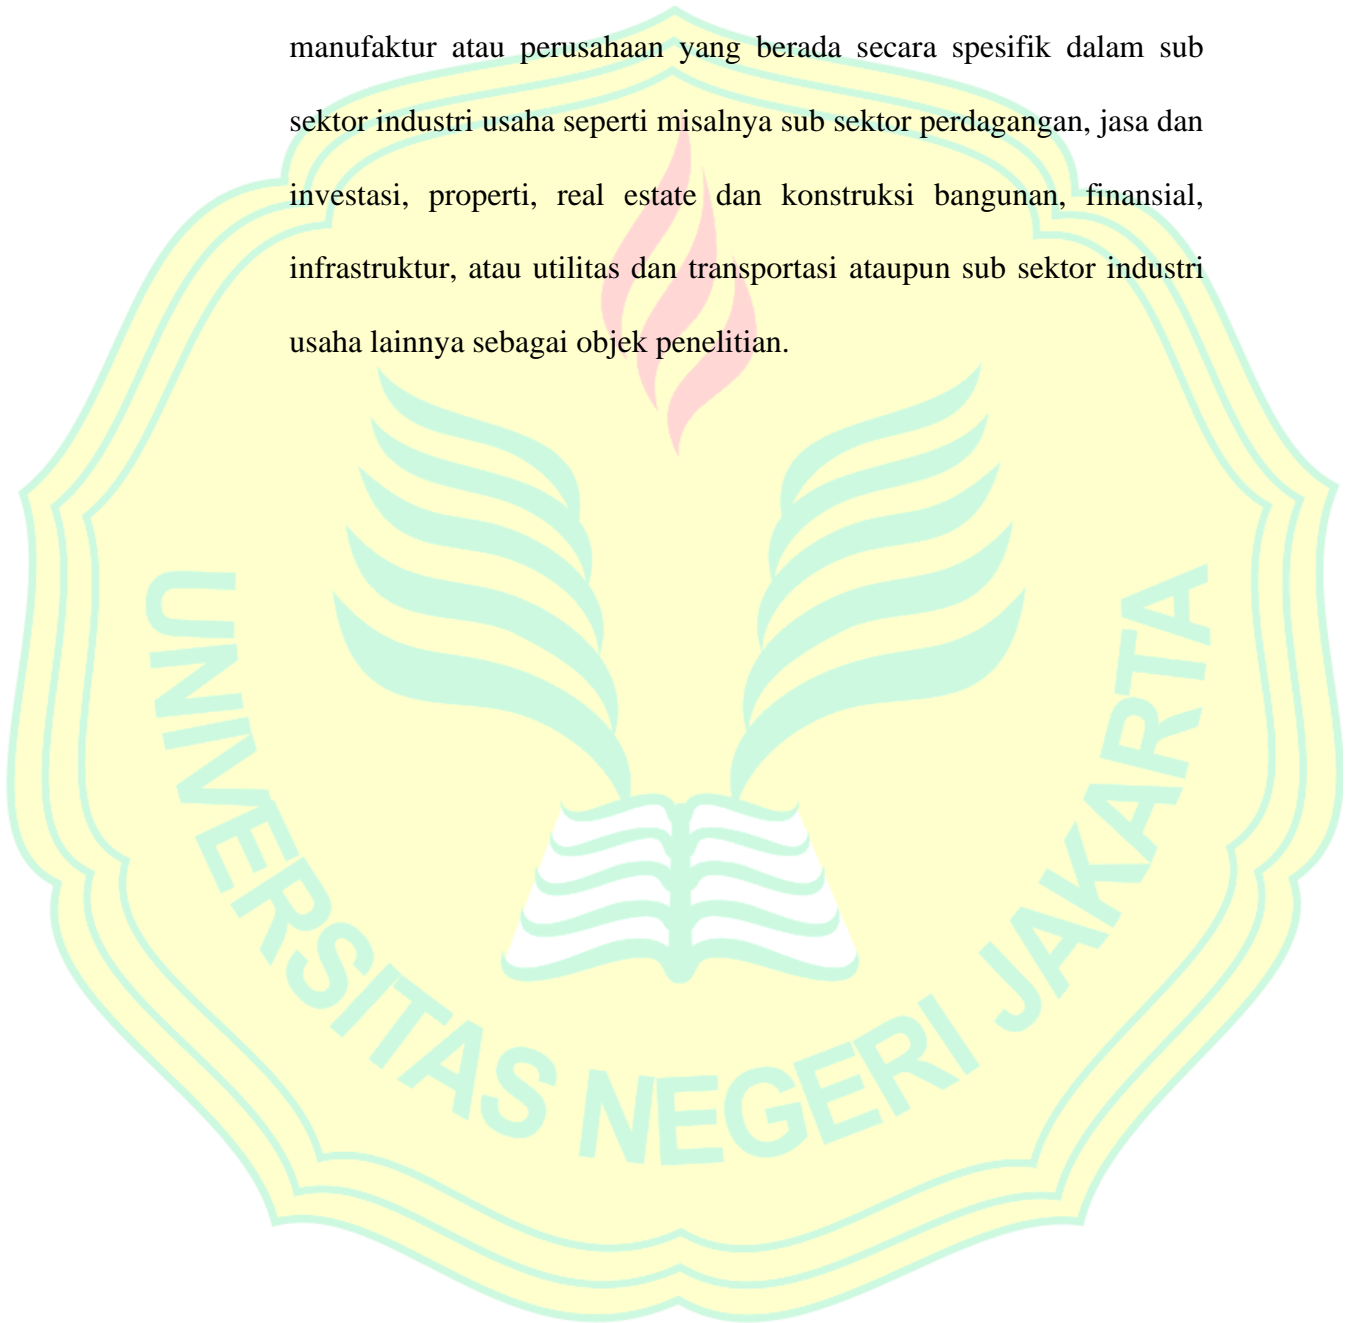 manufaktur atau perusahaan yang berada secara spesifik dalam sub
sektor industri usaha seperti misalnya sub sektor perdagangan, jasa dan
investasi, properti, real estate dan konstruksi bangunan, finansial,
infrastruktur, atau utilitas dan transportasi ataupun sub sektor industri
usaha lainnya sebagai objek penelitian.
UNIVERSITAS NEGERI JAKARTA